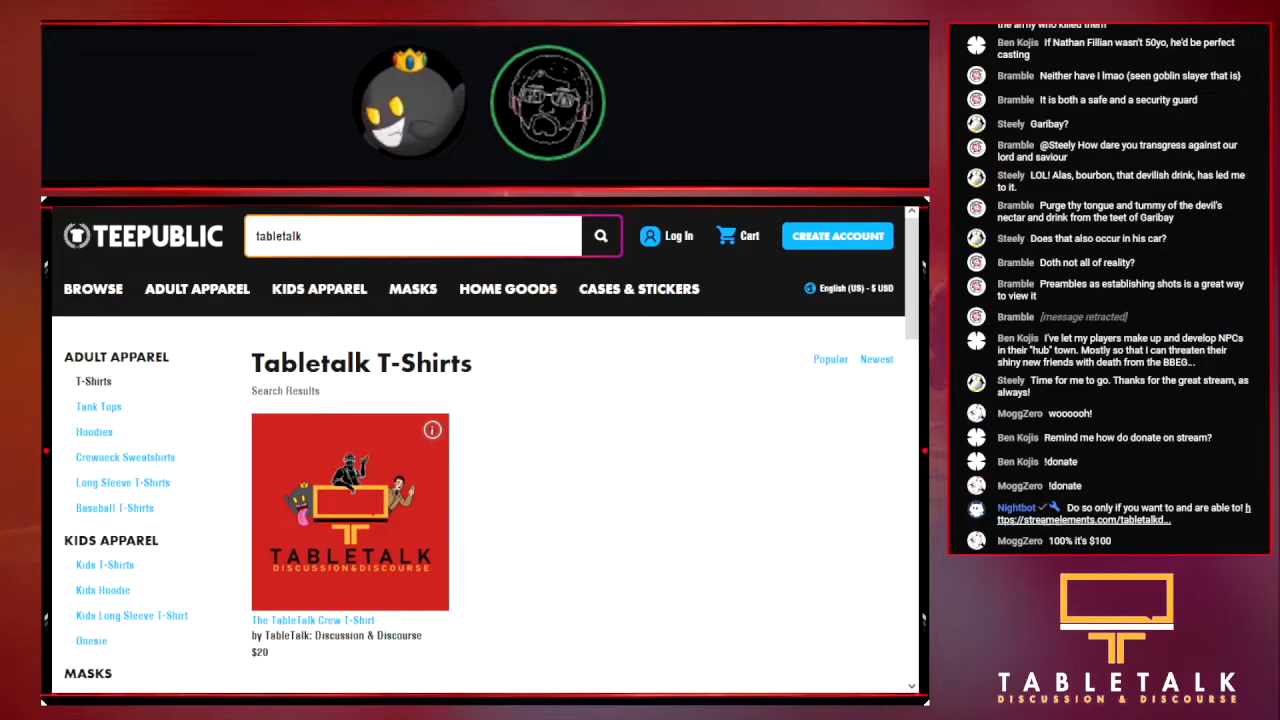 TEEPUBLIC
tabletalk
Log In
Cart
CREATE ACCOUNT
BROWSE
ADULT APPAREL
KIDS APPAREL
MASKS
HOME GOODS
CASES & STICKERS
English (US) - $ USD
ADULT APPAREL
T-Shirts
Tank Tops
Hoodies
Crewneck Sweatshirts
Long Sleeve T-Shirts
Baseball T-Shirts
KIDS APPAREL
Kids T-Shirts
Kids Hoodie
Kids Long Sleeve T-Shirt
Onesie
MASKS
Tabletalk T-Shirts
Popular
Newest
Search Results
TABLETALK
DISCUSSION&DISCOURSE
The TableTalk Crew T-Shirt
by TableTalk: Discussion & Discourse
$20
the army who killed them
Ben Kojis If Nathan Fillian wasn't 50yo, he'd be perfect
casting
Bramble Neither have I lmao (seen goblin slayer that is)
Bramble It is both a safe and a security guard
Steely Garibay?
Bramble @Steely How dare you transgress against our
lord and saviour
Steely LOL! Alas, bourbon, that devilish drink, has led me
to it.
Bramble Purge thy tongue and tummy of the devil's
nectar and drink from the teet of Garibay
Steely Does that also occur in his car?
Bramble Doth not all of reality?
Bramble Preambles as establishing shots is a great way
to view it
Bramble [message retracted]
Ben Kojis I've let my players make up and develop NPCs
in their "hub" town. Mostly so that I can threaten their
shiny new friends with death from the BBEG...
Steely Time for me to go. Thanks for the great stream, as
always!
MoggZero woooooh!
Ben Kojis Remind me how do donate on stream?
Ben Kojis !donate
MoggZero !donate
Nightbot Do so only if you want to and are able to! h
ttps://streamelements.com/tabletalkd...
MoggZero 100% it's $100
TABLETALK
DISCUSSION & DISCOURSE